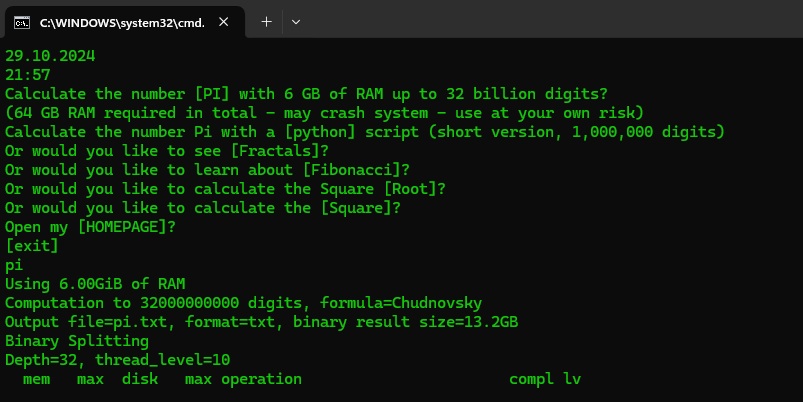 C:\WINDOWS\system32\cmd.
29.10.2024
21:57
Calculate the number [PI] with 6 GB of RAM up to 32 billion digits?
(64 GB RAM required in total – may crash system – use at your own risk)
Calculate the number Pi with a [python] script (short version, 1,000,000 digits)
Or would you like to see [Fractals]?
Or would you like to learn about [Fibonacci]?
Or would you like to calculate the Square [Root]?
Or would you like to calculate the [Square]?
Open my [HOMEPAGE]?
[exit]
pi
Using 6.00GiB of RAM
Computation to 32000000000 digits, formula=Chudnovsky
Output file=pi.txt, format=txt, binary result size=13.2GB
Binary Splitting
Depth=32, thread_level=10
  mem   max  disk   max operation                       compl lv